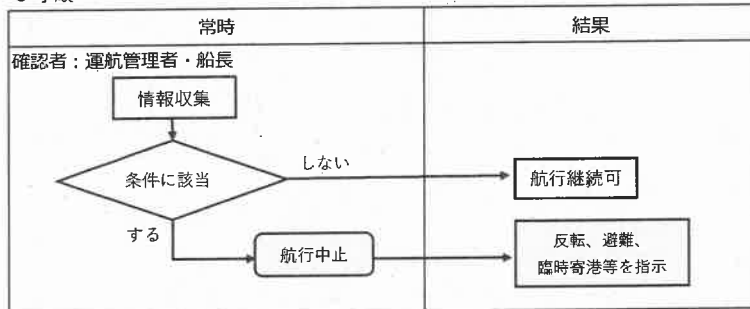 常時
結果
確認者：運航管理者・船長
情報収集
条件に該当
しない
航行継続可
する
航行中止
反転、避難、
臨時寄港等を指示